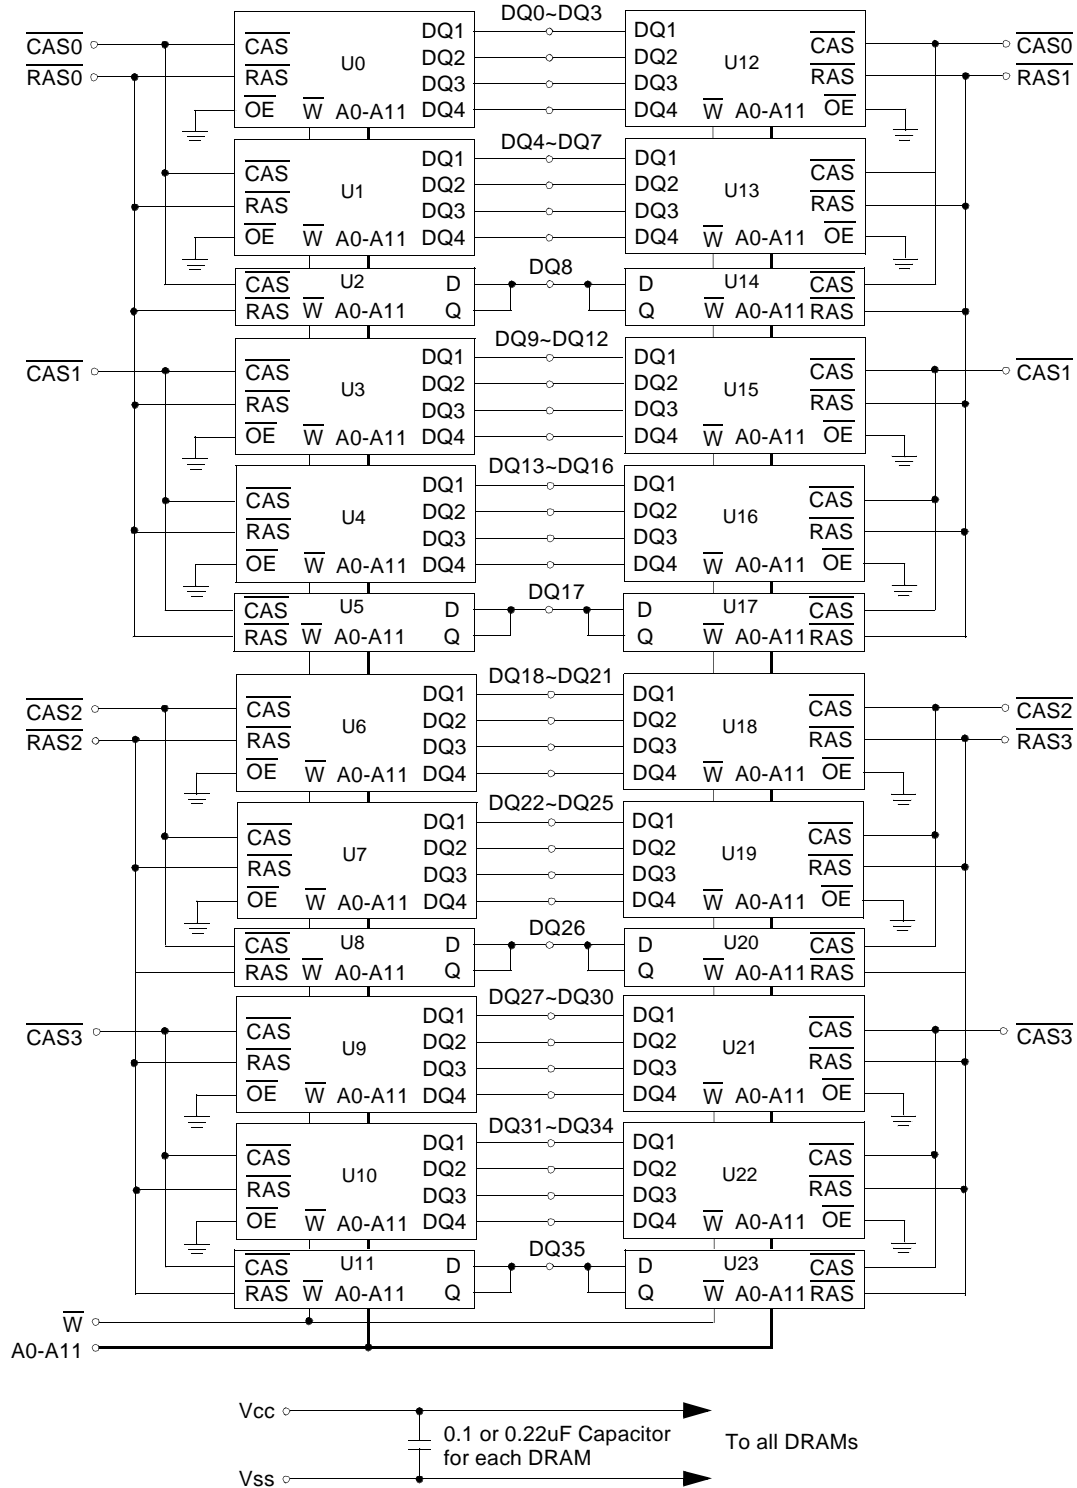 DQ0~DQ3
CAS0
RAS0
CAS
RAS
OE
U0
W
A0-A11
DQ1
DQ2
DQ3
DQ4
DQ1
DQ2
DQ3
DQ4
U12
W
A0-A11
CAS
RAS
OE
CAS0
RAS1
DQ4~DQ7
CAS
RAS
OE
U1
W
A0-A11
DQ1
DQ2
DQ3
DQ4
DQ1
DQ2
DQ3
DQ4
U13
W
A0-A11
CAS
RAS
OE
DQ8
CAS
RAS
U2
W
A0-A11
D
Q
D
Q
U14
W
A0-A11
CAS
RAS
DQ9~DQ12
CAS1
CAS
RAS
OE
U3
W
A0-A11
DQ1
DQ2
DQ3
DQ4
DQ1
DQ2
DQ3
DQ4
U15
W
A0-A11
CAS
RAS
OE
CAS1
DQ13~DQ16
CAS
RAS
OE
U4
W
A0-A11
DQ1
DQ2
DQ3
DQ4
DQ1
DQ2
DQ3
DQ4
U16
W
A0-A11
CAS
RAS
OE
DQ17
CAS
RAS
U5
W
A0-A11
D
Q
D
Q
U17
W
A0-A11
CAS
RAS
DQ18~DQ21
CAS2
RAS2
CAS
RAS
OE
U6
W
A0-A11
DQ1
DQ2
DQ3
DQ4
DQ1
DQ2
DQ3
DQ4
U18
W
A0-A11
CAS
RAS
OE
CAS2
RAS3
DQ22~DQ25
CAS
RAS
OE
U7
W
A0-A11
DQ1
DQ2
DQ3
DQ4
DQ1
DQ2
DQ3
DQ4
U19
W
A0-A11
CAS
RAS
OE
DQ26
CAS
RAS
U8
W
A0-A11
D
Q
D
Q
U20
W
A0-A11
CAS
RAS
DQ27~DQ30
CAS3
CAS
RAS
OE
U9
W
A0-A11
DQ1
DQ2
DQ3
DQ4
DQ1
DQ2
DQ3
DQ4
U21
W
A0-A11
CAS
RAS
OE
CAS3
DQ31~DQ34
CAS
RAS
OE
U10
W
A0-A11
DQ1
DQ2
DQ3
DQ4
DQ1
DQ2
DQ3
DQ4
U22
W
A0-A11
CAS
RAS
OE
DQ35
CAS
RAS
U11
W
A0-A11
D
Q
D
Q
U23
W
A0-A11
CAS
RAS
W
A0-A11
Vcc
0.1 or 0.22uF Capacitor
for each DRAM
To all DRAMs
Vss